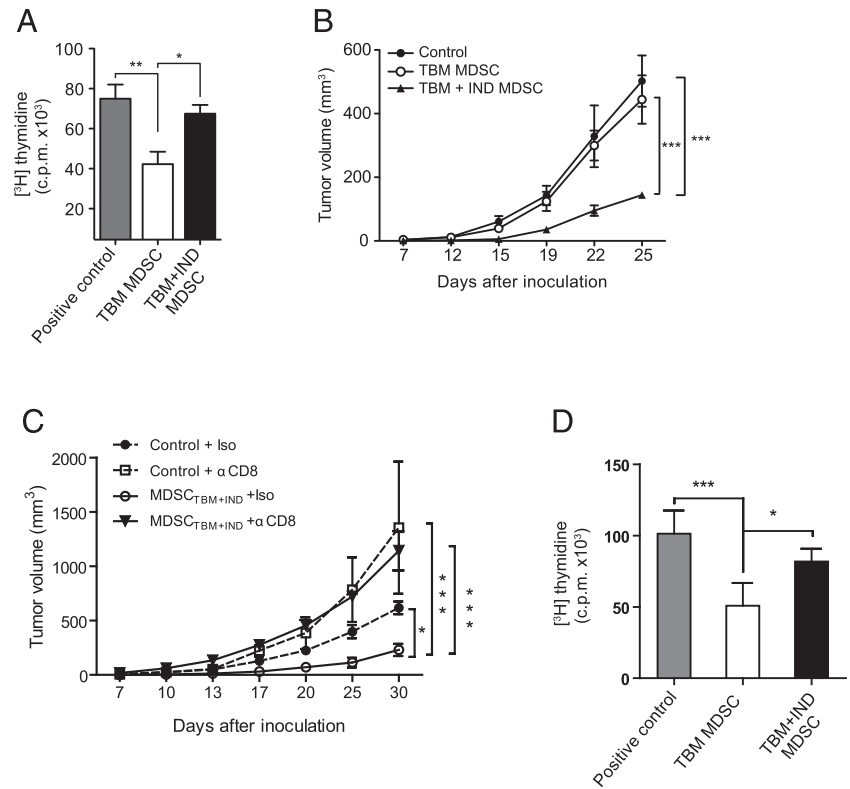 A
100
80
60
40
20
[³H] thymidine
(c.p.m. x10³)
**
*
Positive control
TBM MDSC
TBM+IND
MDSC
B
600
400
200
0
Tumor volume (mm³)
Control
TBM MDSC
TBM + IND MDSC
***
***
7 12 15 19 22 25
Days after inoculation
C
Control + Iso
Control + α CD8
MDSC_TBM+IND +Iso
MDSC_TBM+IND +α CD8
2000
1500
1000
500
0
Tumor volume (mm³)
*
***
***
7 10 13 17 20 25 30
Days after inoculation
D
150
100
50
0
[³H] thymidine
(c.p.m. x10³)
***
*
Positive control
TBM MDSC
TBM+IND
MDSC